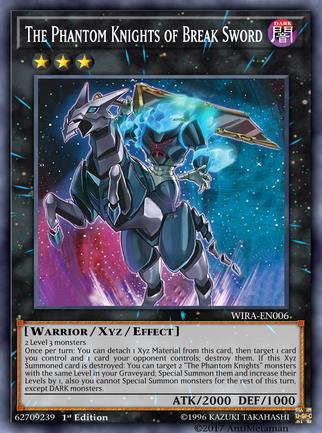 The Phantom Knights of Break Sword
DARK
闇
WIRA-EN006
[Warrior/Xyz/Effect]
2 Level 3 monsters
Once per turn: You can detach 1 Xyz Material from this card, then target 1 card
you control and 1 card your opponent controls; destroy them. If this Xyz
Summoned card is destroyed: You can target 2 "The Phantom Knights" monsters
with the same Level in your Graveyard; Special Summon them and increase their
Levels by 1, also you cannot Special Summon monsters for the rest of this turn,
except DARK monsters.
ATK/2000 DEF/1000
62709239 1st Edition ©1996 KAZUKI TAKAHASHI
©2017 AntiMetaman